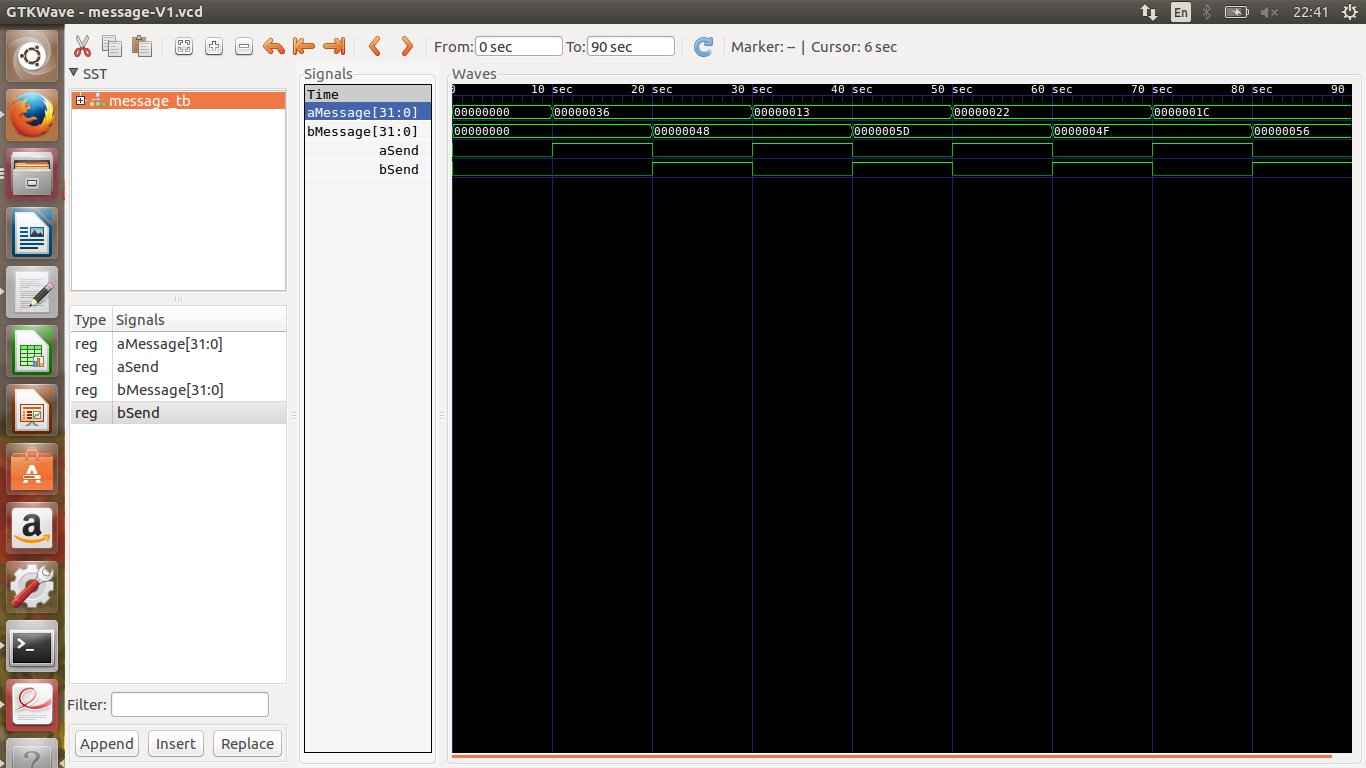 GTKWave - message-V1.vcd
En
22:41
From: 0 sec To: 90 sec Marker: -- | Cursor: 6 sec
SST
message_tb
Type Signals
reg aMessage[31:0]
reg aSend
reg bMessage[31:0]
reg bSend
Filter:
Append Insert Replace
Signals
Time
aMessage[31:0]
bMessage[31:0]
aSend
bSend
Waves
0 10 sec 20 sec 30 sec 40 sec 50 sec 60 sec 70 sec 80 sec 90
00000000 00000036 00000013 00000022 0000001C
00000000 00000048 0000005D 0000004F 00000056